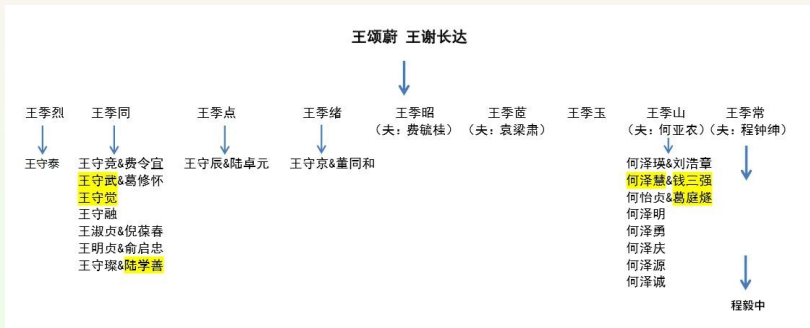 王颂蔚 王谢长达
王季烈 王季同 王季点 王季绪 王季昭 王季茝 王季玉 王季山 王季常
（夫：费毓桂） （夫：袁梁肃） （夫：何亚农） （夫：程钟绅）
王守泰 王守竞&费令宜 王守辰&陆卓元 王守京&董同和 何泽瑛&刘浩章
王守武&葛修怀 何泽慧&钱三强
王守觉 何怡贞&葛庭燧
王守融 何泽明
王淑贞&倪葆春 何泽勇
王明贞&俞启忠 何泽庆
王守璨&陆学善 何泽源
何泽诚
程毅中